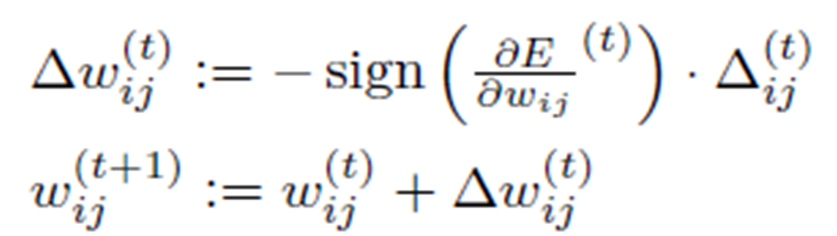 Δw_{ij}^{(t)} := − sign ( ∂E/∂w_{ij} ^{(t)} ) · Δ_{ij}^{(t)}
w_{ij}^{(t+1)} := w_{ij}^{(t)} + Δw_{ij}^{(t)}